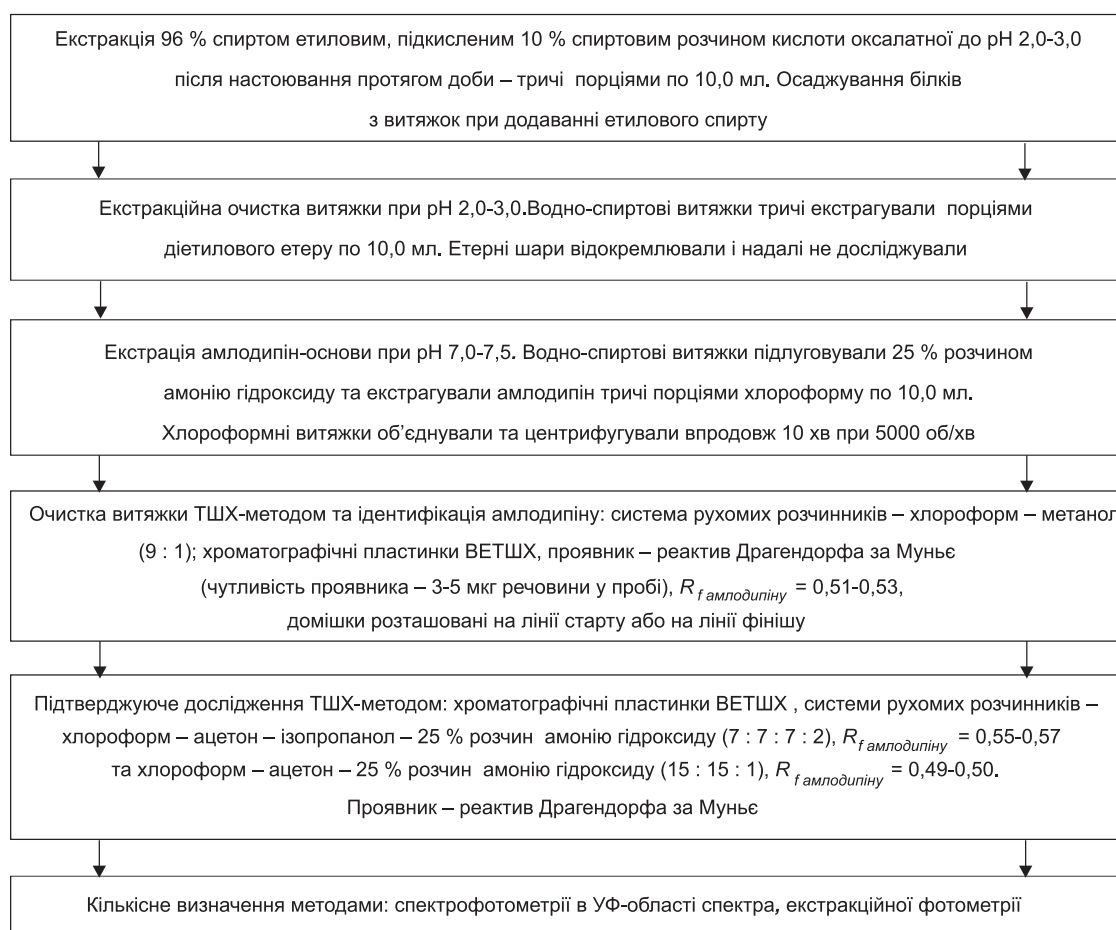 Екстракція 96 % спиртом етиловим, підкисленим 10 % спиртовим розчином кислоти оксалатної до рН 2,0-3,0
після настоювання протягом доби – тричі порціями по 10,0 мл. Осаджування білків
з витяжок при додаванні етилового спирту
Екстракційна очистка витяжки при рН 2,0-3,0.Водно-спиртові витяжки тричі екстрагували порціями
діетилового етеру по 10,0 мл. Етерні шари відокремлювали і надалі не досліджували
Екстрація амлодипін-основи при рН 7,0-7,5. Водно-спиртові витяжки підлуговували 25 % розчином
амонію гідроксиду та екстрагували амлодипін тричі порціями хлороформу по 10,0 мл.
Хлороформні витяжки об’єднували та центрифугували впродовж 10 хв при 5000 об/хв
Очистка витяжки ТШХ-методом та ідентифікація амлодипіну: система рухомих розчинників – хлороформ – метанол
(9 : 1); хроматографічні пластинки ВЕТШХ, проявник – реактив Драгендорфа за Муньє
(чутливість проявника – 3-5 мкг речовини у пробі), R f амлодипіну = 0,51-0,53,
домішки розташовані на лінії старту або на лінії фінішу
Підтверджуюче дослідження ТШХ-методом: хроматографічні пластинки ВЕТШХ , системи рухомих розчинників –
хлороформ – ацетон – ізопропанол – 25 % розчин амонію гідроксиду (7 : 7 : 7 : 2), R f амлодипіну = 0,55-0,57
та хлороформ – ацетон – 25 % розчин амонію гідроксиду (15 : 15 : 1), R f амлодипіну = 0,49-0,50.
Проявник – реактив Драгендорфа за Муньє
Кількісне визначення методами: спектрофотометрії в УФ-області спектра, екстракційної фотометрії